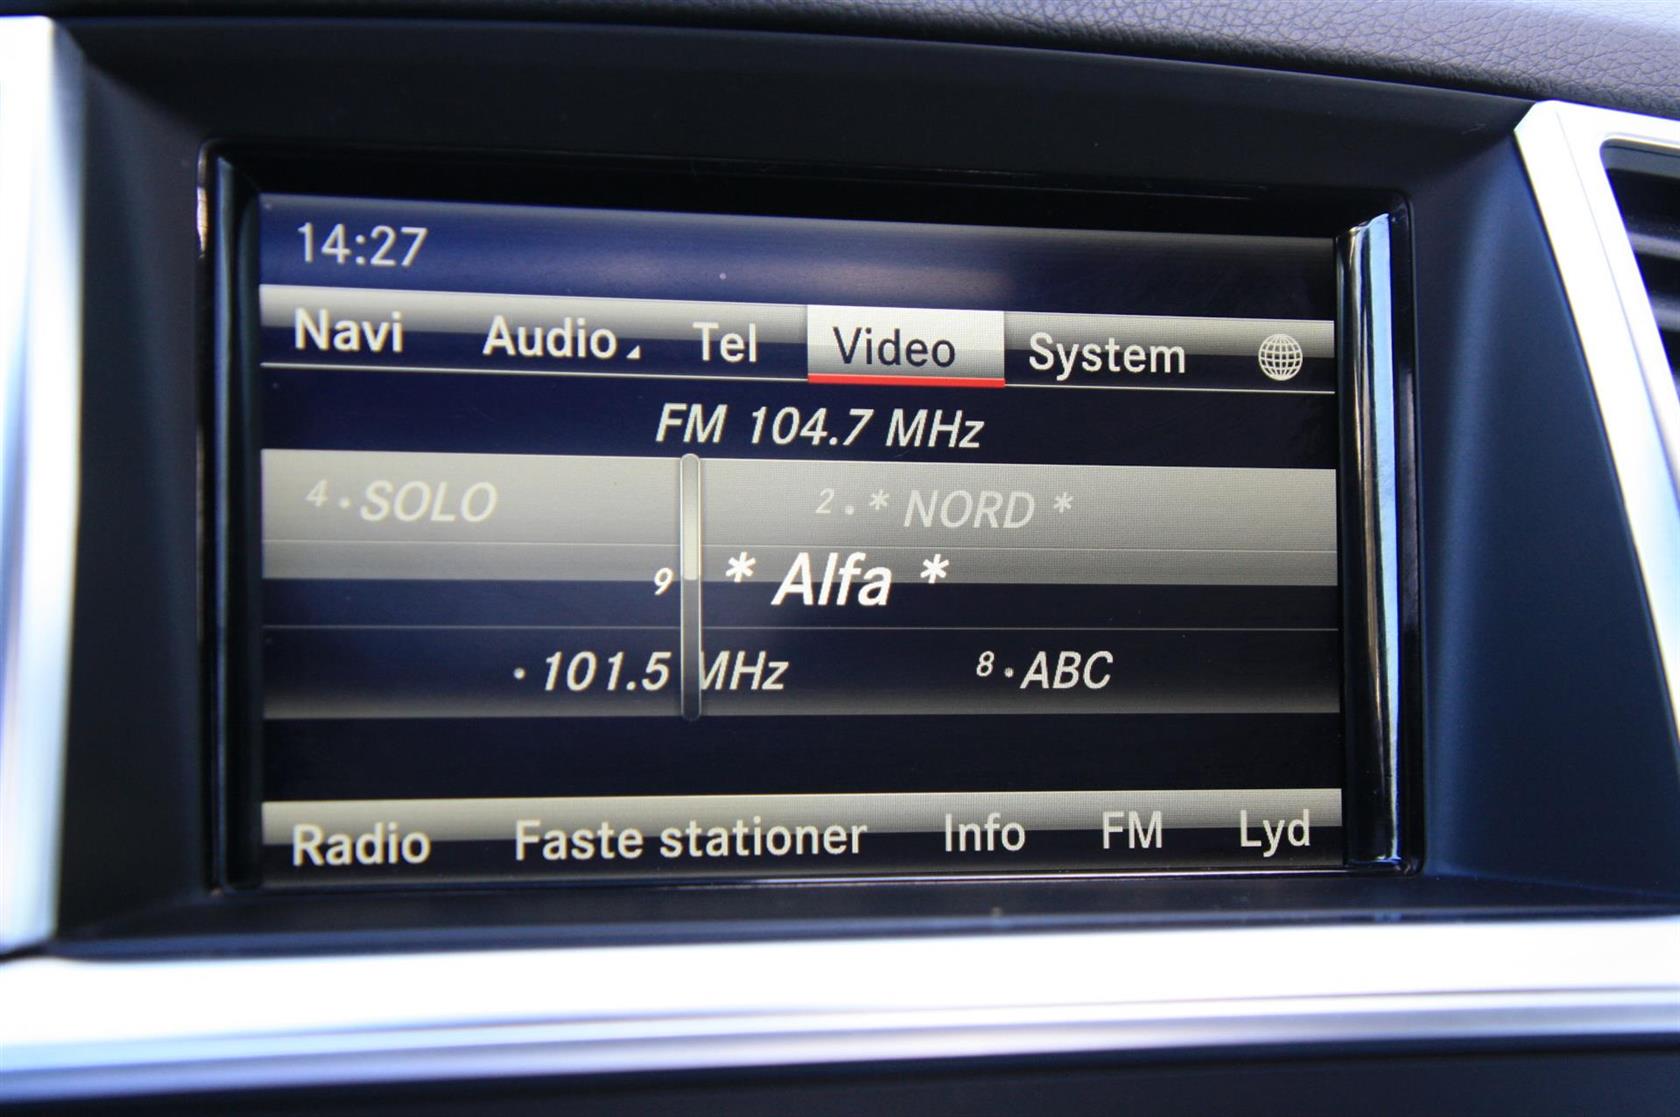 14:27
Navi Audio Tel Video System
FM 104.7 MHz
4 • SOLO 2 • * NORD *
9 * Alfa *
• 101.5 MHz 8 • ABC
Radio Faste stationer Info FM Lyd